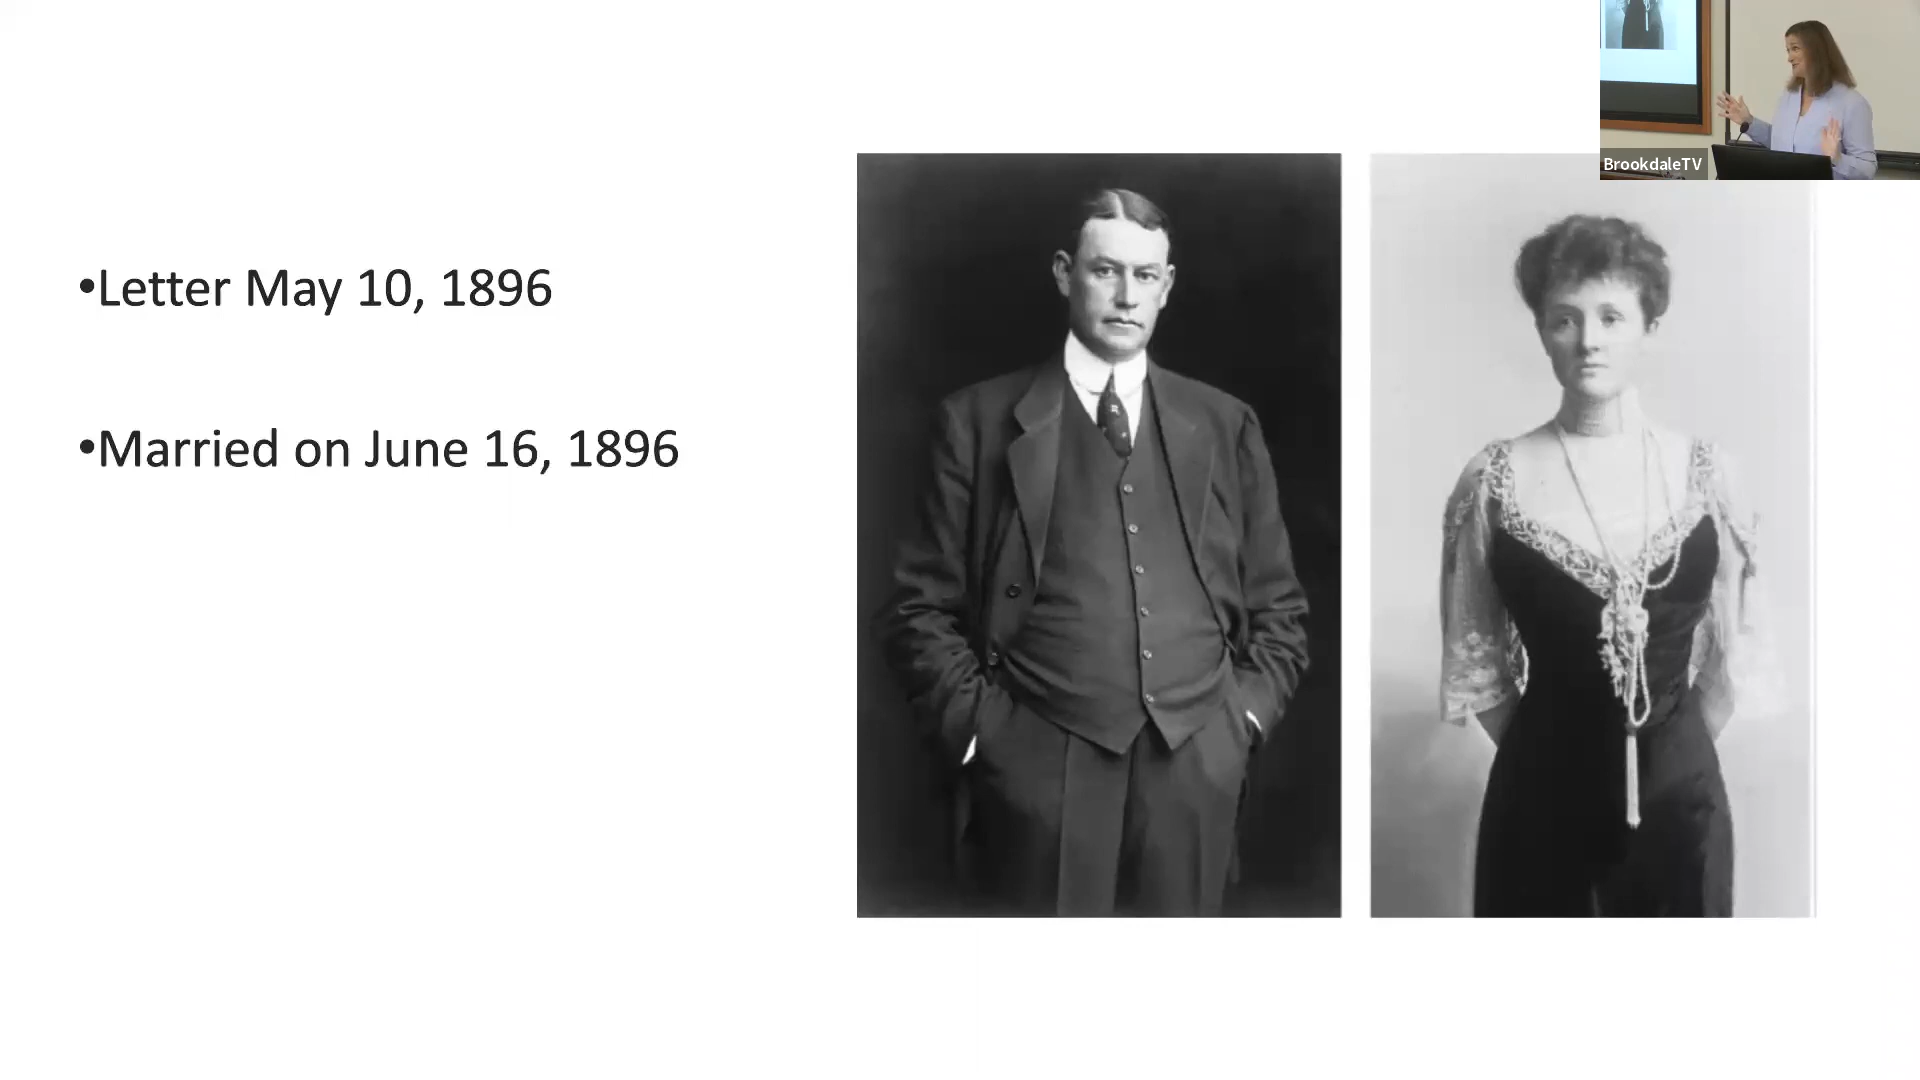 BrookdaleTV
•Letter May 10, 1896
•Married on June 16, 1896